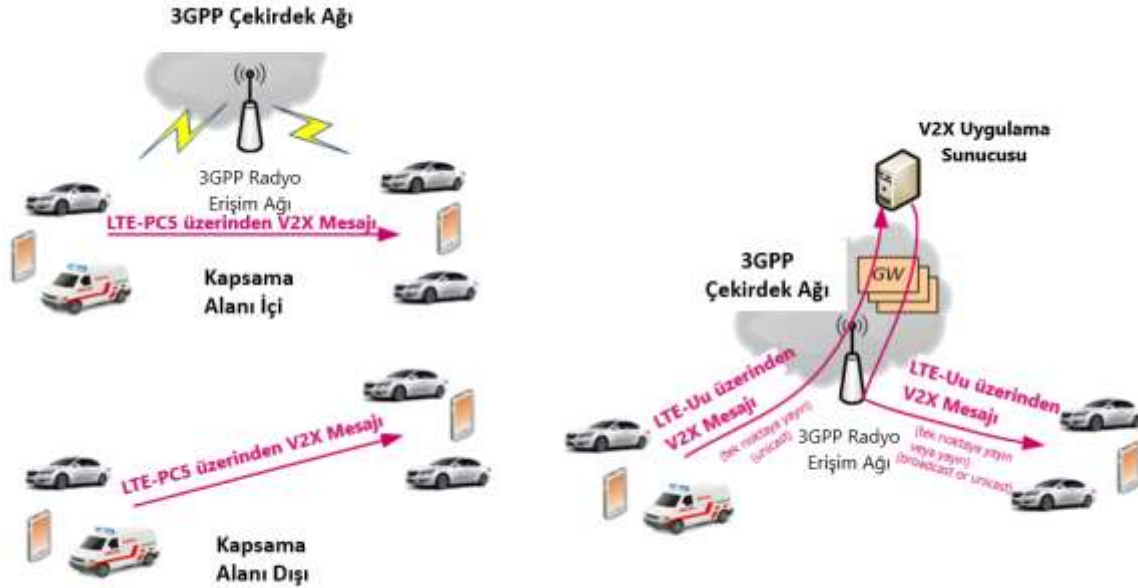 3GPP Çekirdek Ağı
3GPP Radyo
Erişim Ağı
LTE-PC5 üzerinden V2X Mesajı
Kapsama
Alanı İçi
LTE-PC5 üzerinden V2X Mesajı
Kapsama
Alanı Dışı
V2X Uygulama
Sunucusu
3GPP
Çekirdek Ağı
GW
LTE-Uu üzerinden
V2X Mesajı
(tek noktaya yayın)
(unicast)
3GPP Radyo
Erişim Ağı
LTE-Uu üzerinden
V2X Mesajı
(tek noktaya yayın
veya yayın)
(broadcast or unicast)